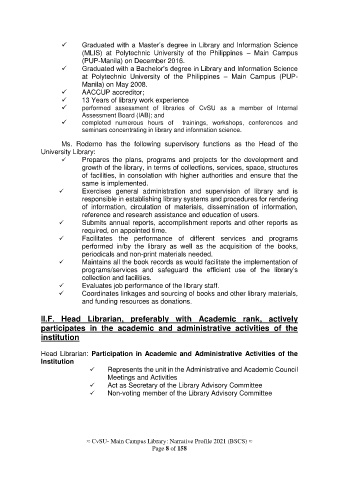 ✓ Graduated with a Master's degree in Library and Information Science
(MLIS) at Polytechnic University of the Philippines – Main Campus
(PUP-Manila) on December 2016.
✓ Graduated with a Bachelor's degree in Library and Information Science
at Polytechnic University of the Philippines – Main Campus (PUP-
Manila) on May 2008.
✓ AACCUP accreditor;
✓ 13 Years of library work experience
✓ performed assessment of libraries of CvSU as a member of Internal
Assessment Board (IAB); and
✓ completed numerous hours of trainings, workshops, conferences and
seminars concentrating in library and information science.
Ms. Roderno has the following supervisory functions as the Head of the
University Library:
✓ Prepares the plans, programs and projects for the development and
growth of the library, in terms of collections, services, space, structures
of facilities, in consolation with higher authorities and ensure that the
same is implemented.
✓ Exercises general administration and supervision of library and is
responsible in establishing library systems and procedures for rendering
of information, circulation of materials, dissemination of information,
reference and research assistance and education of users.
✓ Submits annual reports, accomplishment reports and other reports as
required, on appointed time.
✓ Facilitates the performance of different services and programs
performed in/by the library as well as the acquisition of the books,
periodicals and non-print materials needed.
✓ Maintains all the book records as would facilitate the implementation of
programs/services and safeguard the efficient use of the library's
collection and facilities.
✓ Evaluates job performance of the library staff.
✓ Coordinates linkages and sourcing of books and other library materials,
and funding resources as donations.
II.F. Head Librarian, preferably with Academic rank, actively
participates in the academic and administrative activities of the
institution
Head Librarian: Participation in Academic and Administrative Activities of the
Institution
✓ Represents the unit in the Administrative and Academic Council
Meetings and Activities
✓ Act as Secretary of the Library Advisory Committee
✓ Non-voting member of the Library Advisory Committee
= CvSU- Main Campus Library: Narrative Profile 2021 (BSCS) =
Page 8 of 158